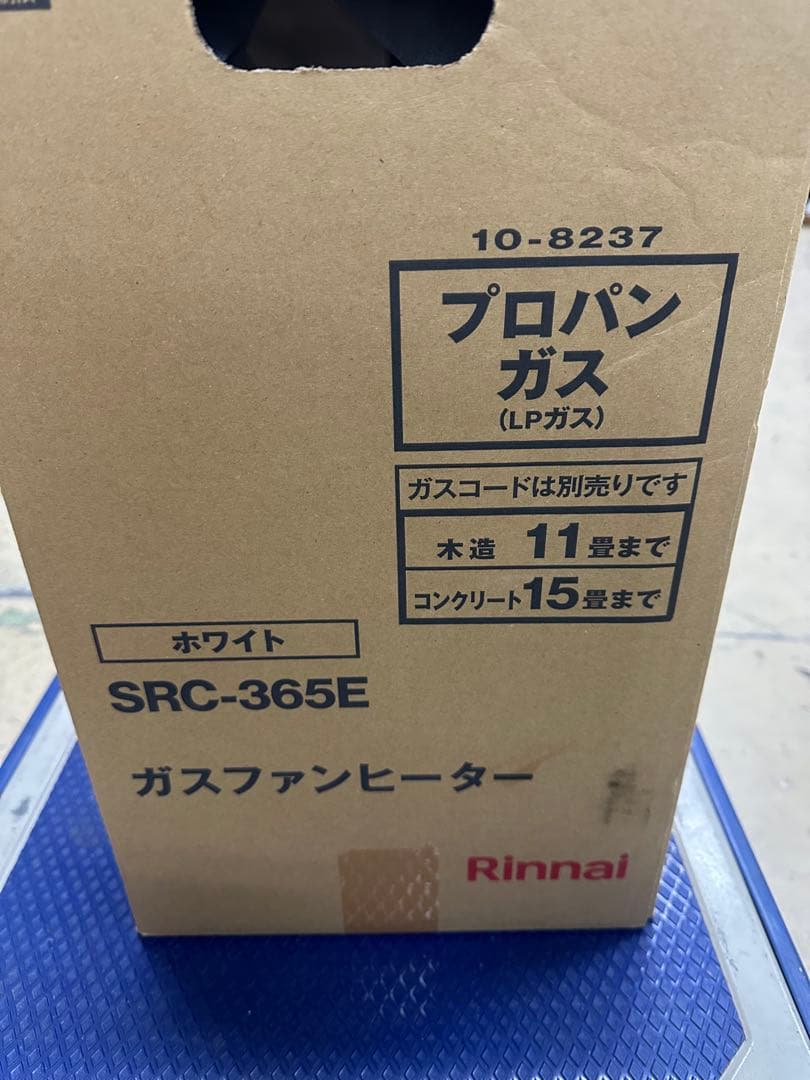 10-8237
プロパン
ガス
(LPガス)
ガスコードは別売りです
木造 11畳まで
コンクリート15畳まで
ホワイト
SRC-365E
ガスファンヒーター
Rinnai